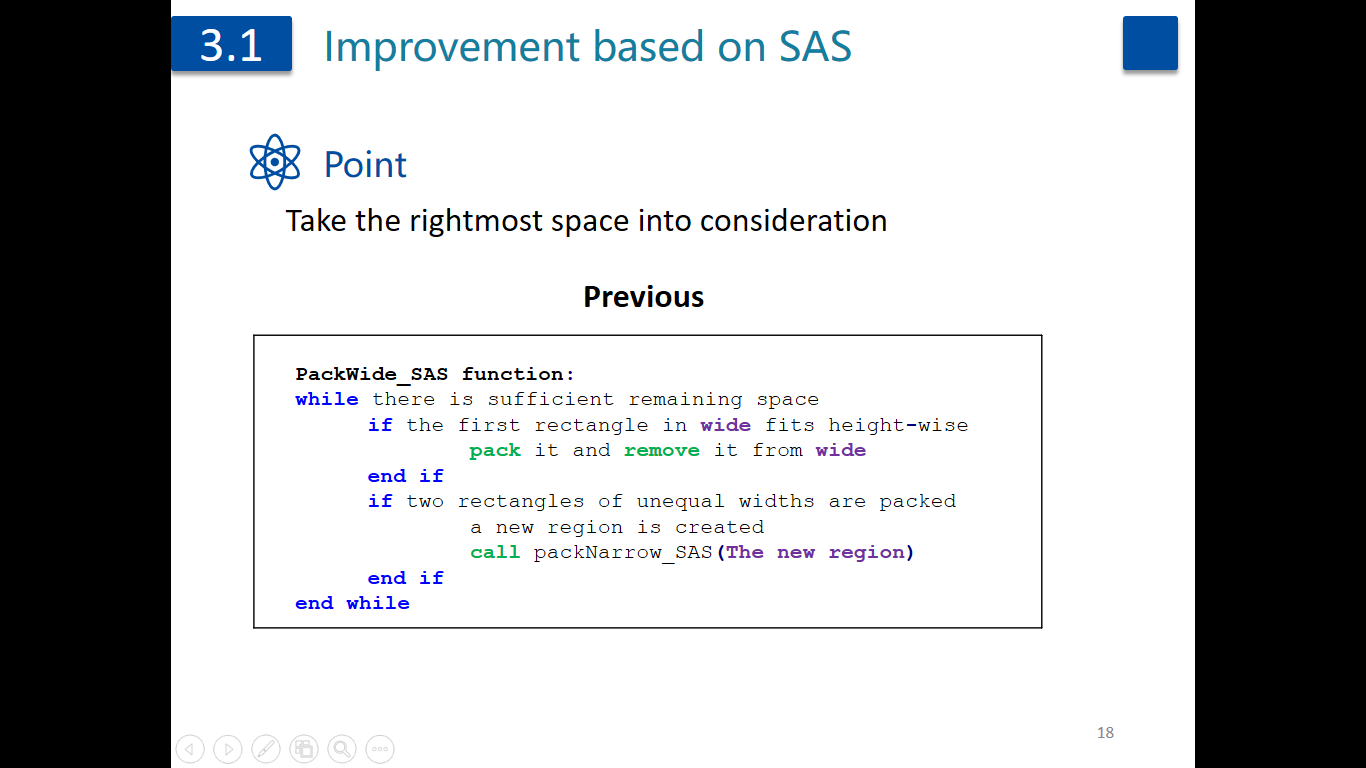 3.1 Improvement based on SAS
Point
Take the rightmost space into consideration
Previous
PackWide_SAS function:
while there is sufficient remaining space
if the first rectangle in wide fits height-wise
pack it and remove it from wide
end if
if two rectangles of unequal widths are packed
a new region is created
call packNarrow_SAS(The new region)
end if
end while
18